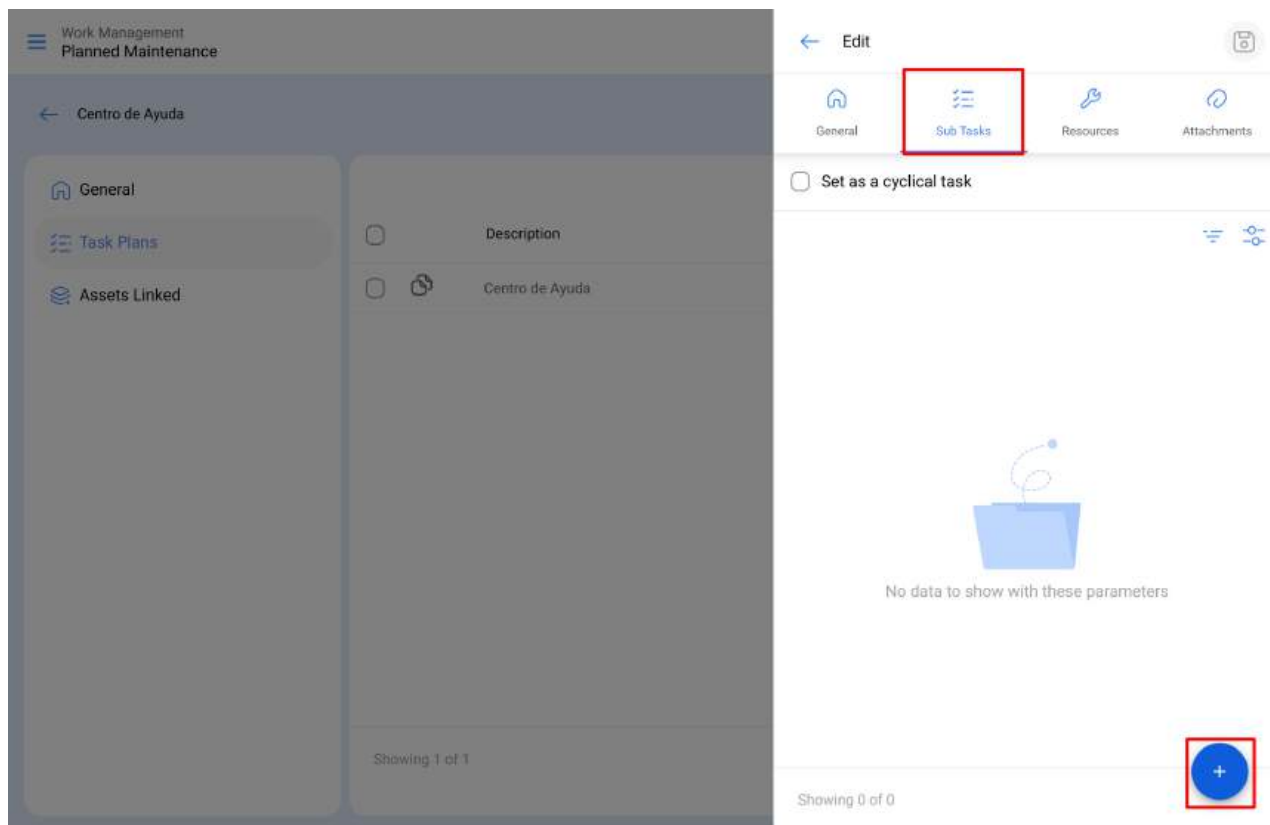 Work Management
Planned Maintenance
Centro de Ayuda
General
Task Plans
Assets Linked
Description
Centro de Ayuda
Showing 1 of 1
Edit
General
Sub Tasks
Resources
Attachments
Set as a cyclical task
No data to show with these parameters
Showing 0 of 0